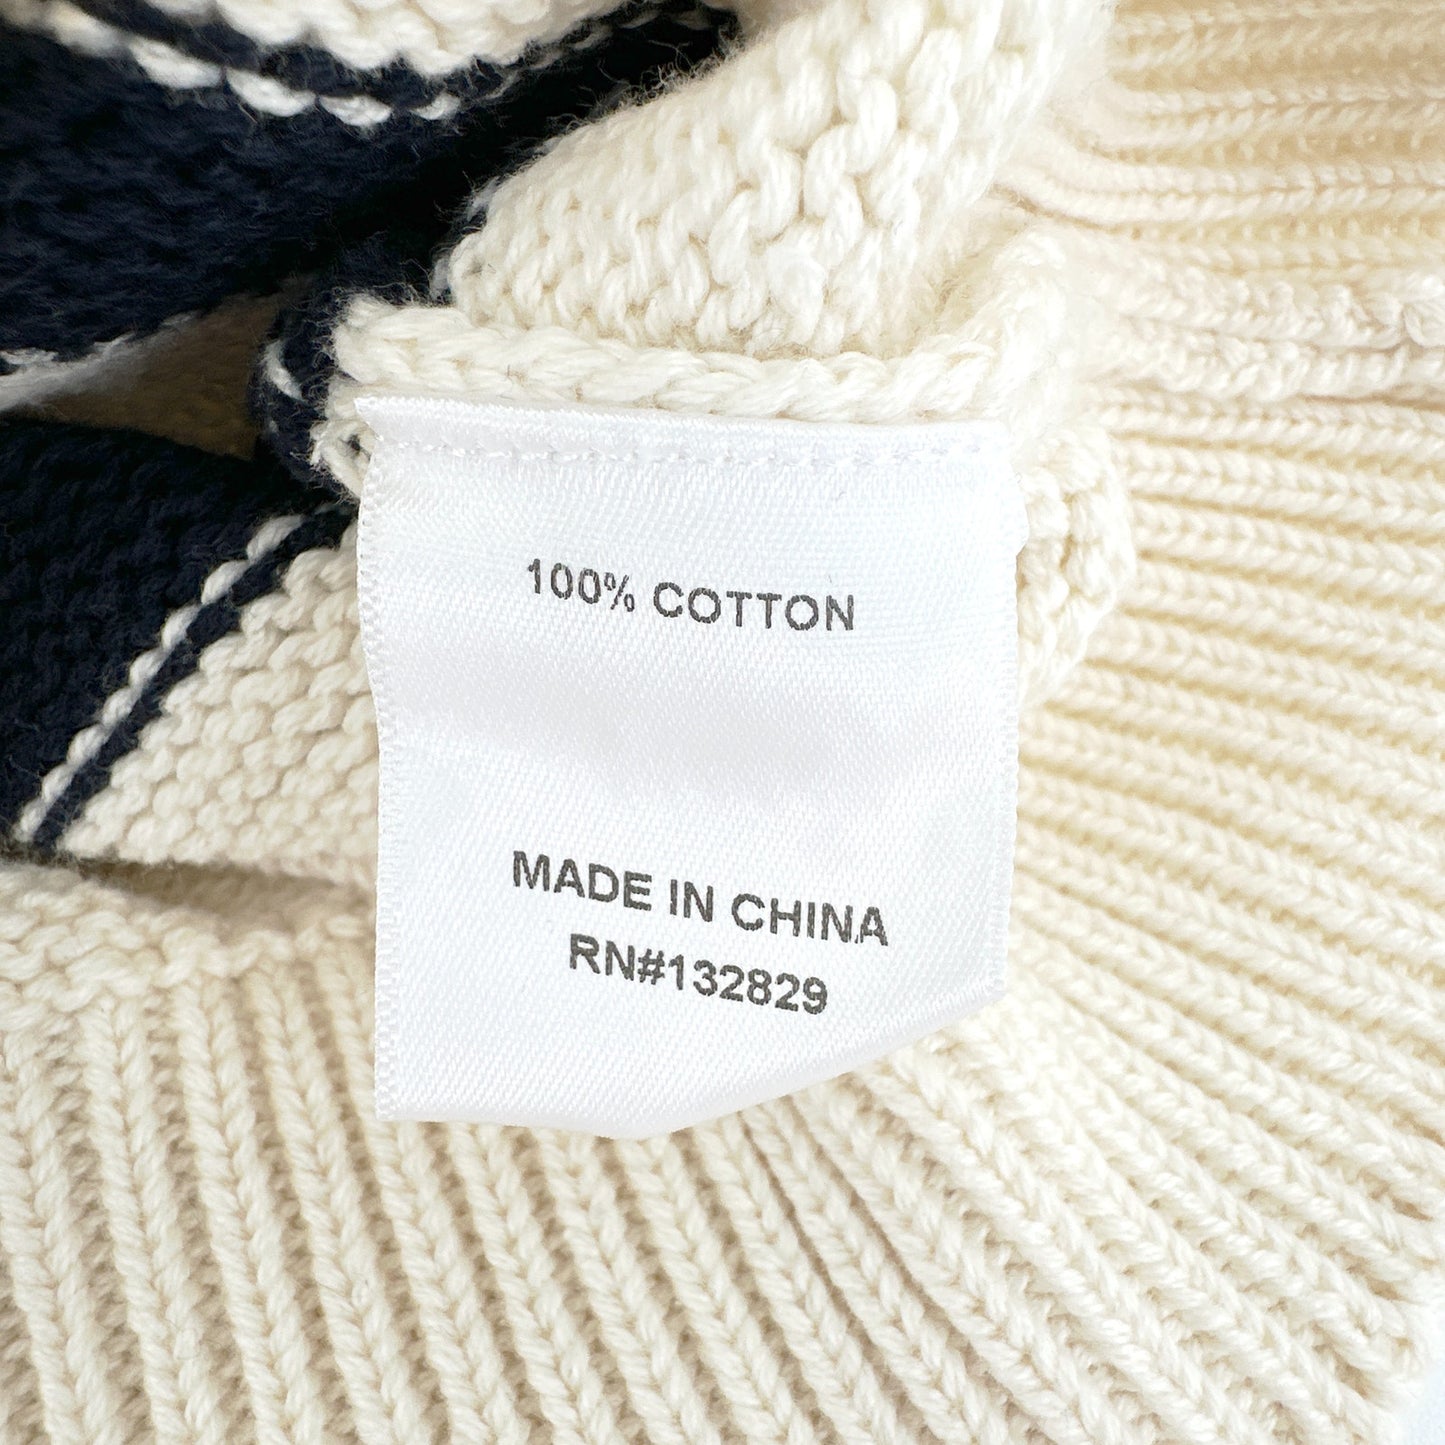 100% COTTON
MADE IN CHINA
RN#132829